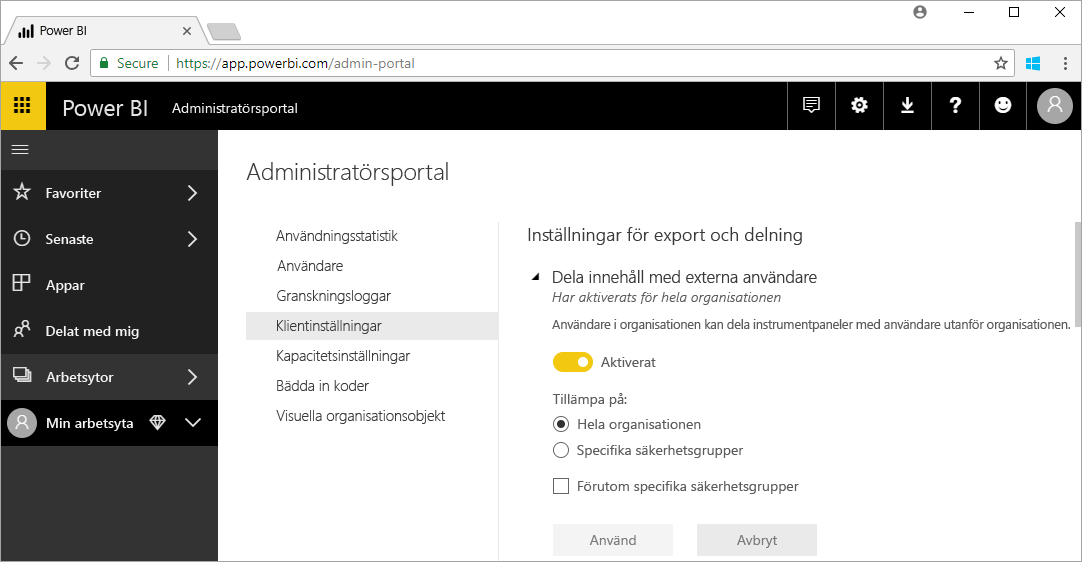 Power BI
Secure
https://app.powerbi.com/admin-portal
Power BI
Administratörsportal
Favoriter
Senaste
Appar
Delat med mig
Arbetsytor
Min arbetsyta
Administratörsportal
Användningsstatistik
Användare
Granskningsloggar
Klientinställningar
Kapacitetsinställningar
Bädda in koder
Visuella organisationsobjekt
Inställningar för export och delning
Dela innehåll med externa användare
Har aktiverats för hela organisationen
Användare i organisationen kan dela instrumentpaneler med användare utanför organisationen.
Aktiverat
Tillämpa på:
Hela organisationen
Specifika säkerhetsgrupper
Förutom specifika säkerhetsgrupper
Använd
Avbryt